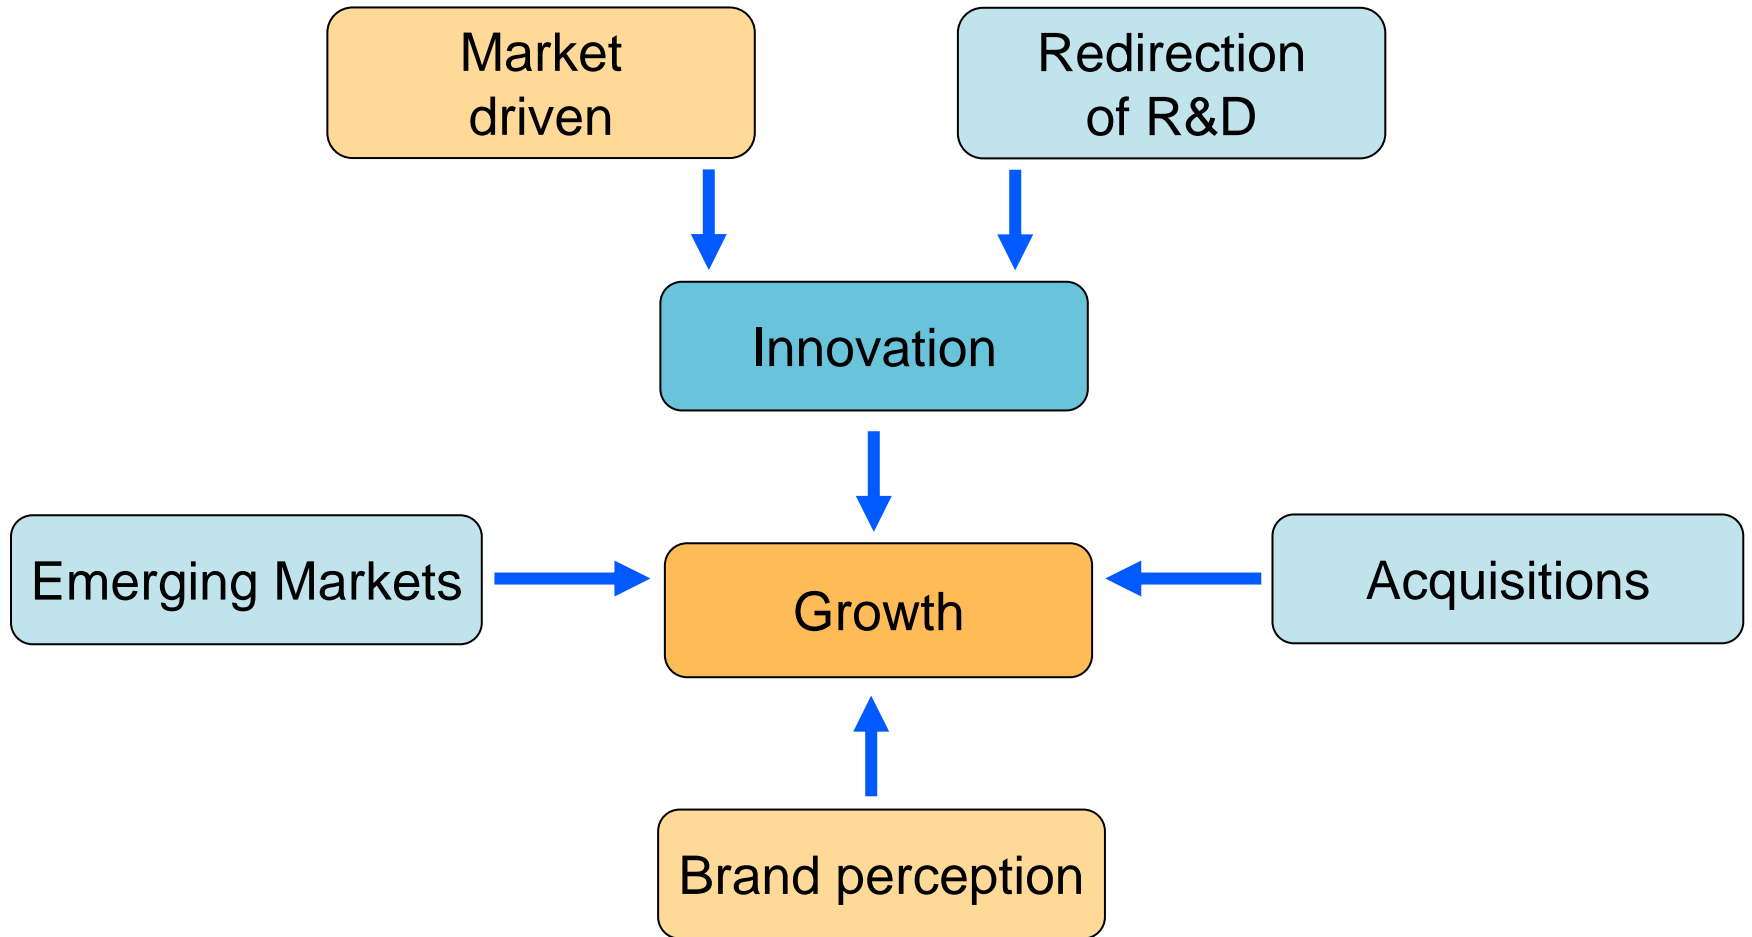 Market
driven
Redirection
of R&D
Innovation
Emerging Markets
Growth
Acquisitions
Brand perception